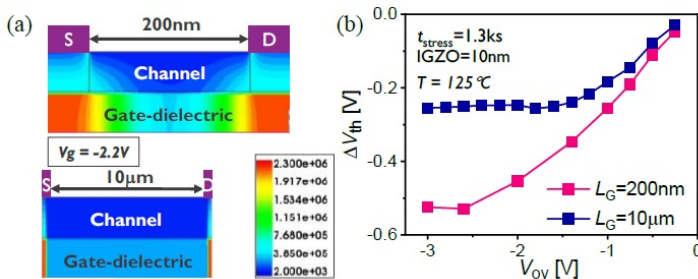 (a)
200nm
S
D
Channel
Gate-dielectric
Vg = -2.2V
10μm
S
D
Channel
Gate-dielectric
2.300e+06
1.917e+06
1.534e+06
1.151e+06
7.680e+05
3.850e+05
2.000e+03
(b)
0.0
-0.2
-0.4
-0.6
ΔVth [V]
tstress=1.3ks
IGZO=10nm
T = 125℃
LG=200nm
LG=10μm
-3
-2
-1
0
Vov [V]